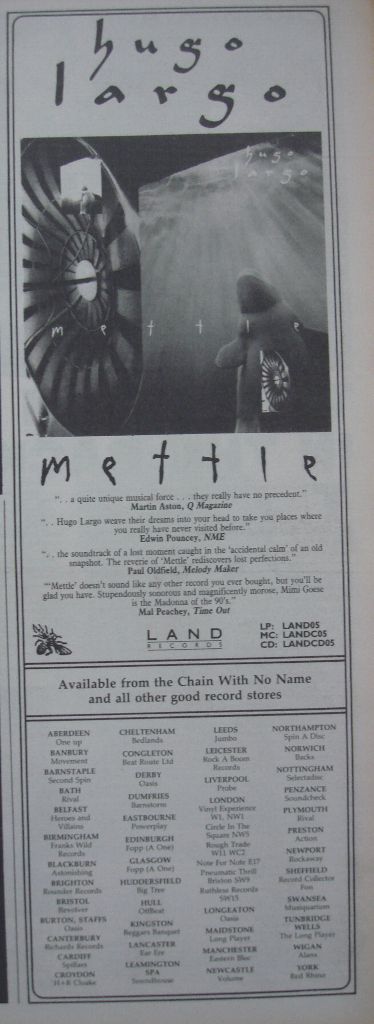 hugo
largo
hugo
largo
mettle
mettle
". . a quite unique musical force . . . they really have no precedent."
Martin Aston, Q Magazine
". . Hugo Largo weave their dreams into your head to take you places where
you really have never visited before."
Edwin Pouncey, NME
". . the soundtrack of a lost moment caught in the 'accidental calm' of an old
snapshot. The reverse of 'Mettle' rediscovers lost perfections."
Paul Oldfield, Melody Maker
"'Mettle' doesn't sound like any other record you ever bought, but you'll be
glad you have. Stupendously sonorous and magnificently morose, Mimi Goese
is the Madonna of the 90's."
Mal Peachey, Time Out
LAND
RECORDS
LP: LAND05
MC: LANDC05
CD: LANDCD05
Available from the Chain With No Name
and all other good record stores
ABERDEEN
One up
BANBURY
Movement
BARNSTAPLE
Second Spin
BATH
Rival
BELFAST
Heroes and
Villains
BIRMINGHAM
Franks Wild
Records
BLACKBURN
Astonishing
BRIGHTON
Rounder Records
BRISTOL
Revolver
BURTON, STAFFS
Oasis
CANTERBURY
Richards Records
CARDIFF
Spillars
CROYDON
H+R Cloake
CHELTENHAM
Badlands
CONGLETON
Beat Route Ltd
DERBY
Oasis
DUMFRIES
Barnstorm
EASTBOURNE
Powerplay
EDINBURGH
Fopp (A One)
GLASGOW
Fopp (A One)
HUDDERSFIELD
Big Tree
HULL
Offbeat
KINGSTON
Beggars Banquet
LANCASTER
Ear Ere
LEAMINGTON
SPA
Soundhouse
LEEDS
Jumbo
LEICESTER
Rock A Boom
Records
LIVERPOOL
Probe
LONDON
Vinyl Experience
W1, NW1
Circle In The
Square NW5
Rough Trade
W11 WC2
Note For Note E17
Pneumatic Thrill
Brixton SW9
Ruthless Records
SW15
LONGEATON
Oasis
MAIDSTONE
Long Player
MANCHESTER
Eastern Bloc
NEWCASTLE
Volume
NORTHAMPTON
Spin A Disc
NORWICH
Backs
NOTTINGHAM
Selectadisc
PENZANCE
Soundcheck
PLYMOUTH
Rival
PRESTON
Action
NEWPORT
Rockaway
SHEFFIELD
Record Collector
SWANSEA
Musiquarium
TUNBRIDGE
WELLS
The Long Player
WIGAN
Alans
YORK
Red Rhino